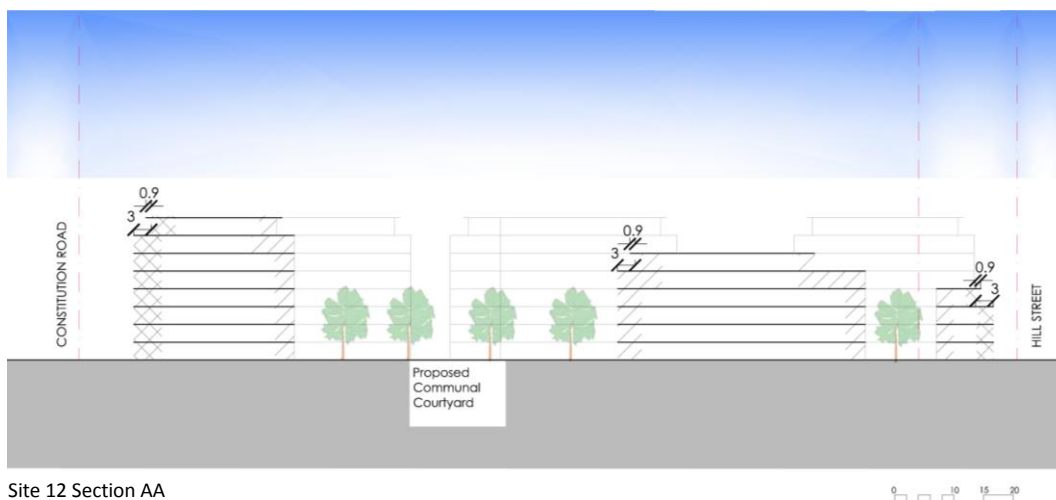 0.9
3
CONSTITUTION ROAD
0.9
3
0.9
3
HILL STREET
Proposed
Communal
Courtyard
Site 12 Section AA
0 10 15 20